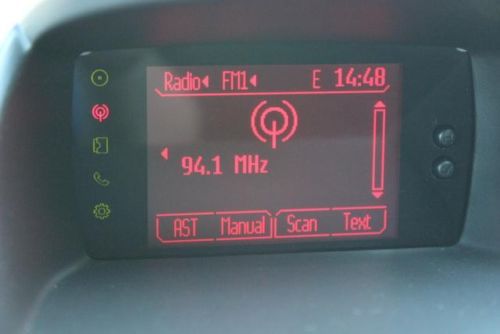 Radio FM1 E 14:48
94.1 MHz
AST Manual Scan Text